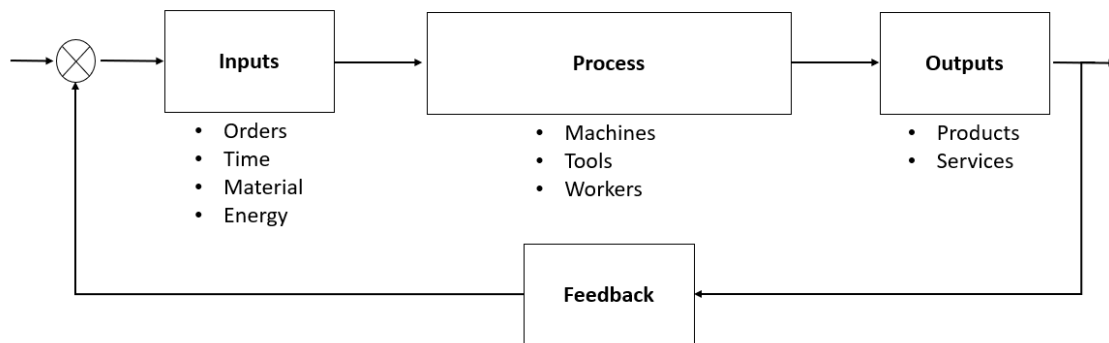 Inputs
Process
Outputs
• Orders
• Time
• Material
• Energy
• Machines
• Tools
• Workers
• Products
• Services
Feedback